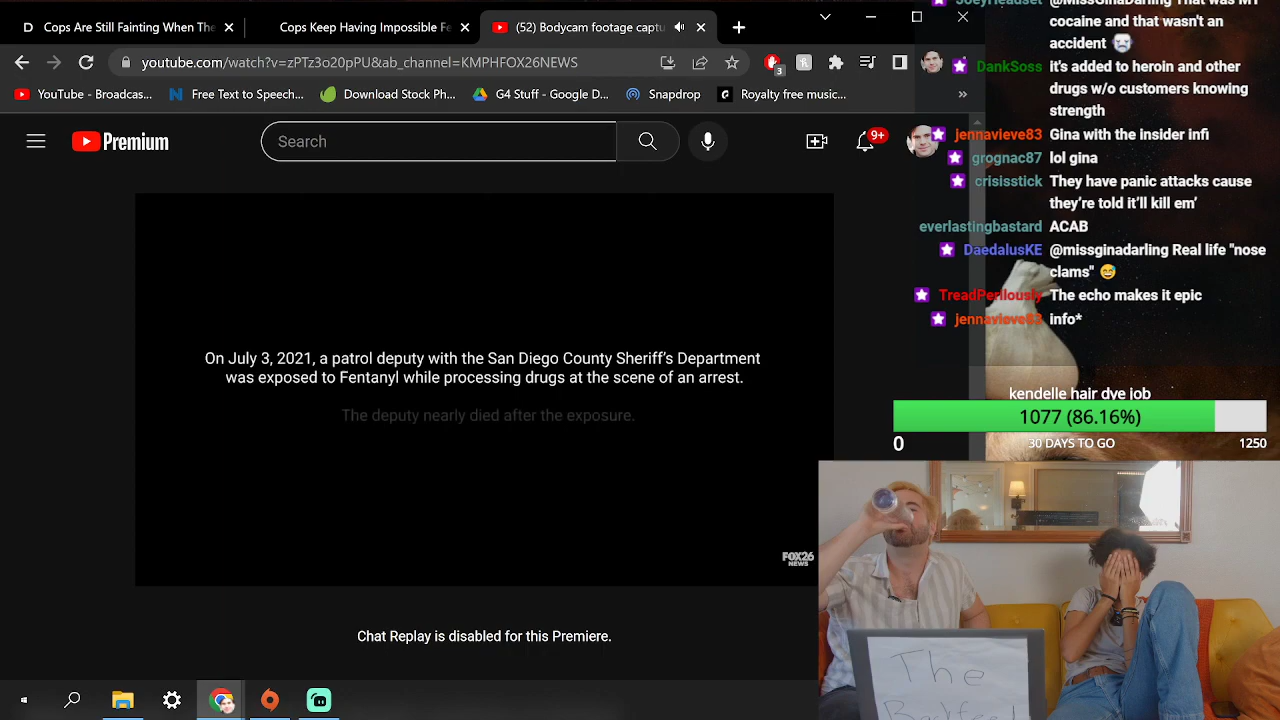 Cops Are Still Fainting When The
Cops Keep Having Impossible Fe
(52) Bodycam footage captu
youtube.com/watch?v=zPTz3o20pPU&ab_channel=KMPHFOX26NEWS
3
YouTube - Broadcas...
Free Text to Speech...
Download Stock Ph...
G4 Stuff - Google D...
Snapdrop
Royalty free music...
»
Premium
Search
9+
On July 3, 2021, a patrol deputy with the San Diego County Sheriff's Department
was exposed to Fentanyl while processing drugs at the scene of an arrest.
The deputy nearly died after the exposure.
FOX26
NEWS
Chat Replay is disabled for this Premiere.
cocaine and that wasn't an
accident
DankSoss it's added to heroin and other
drugs w/o customers knowing
strength
jennavieve83 Gina with the insider infi
grognac87 lol gina
crisisstick They have panic attacks cause
they're told it'll kill em'
everlastingbastard ACAB
DaedalusKE @missginadarling Real life "nose
clams"
TreadPerilously The echo makes it epic
jennavieve83 info*
kendelle hair dye job
1077 (86.16%)
0 30 DAYS TO GO 1250
The